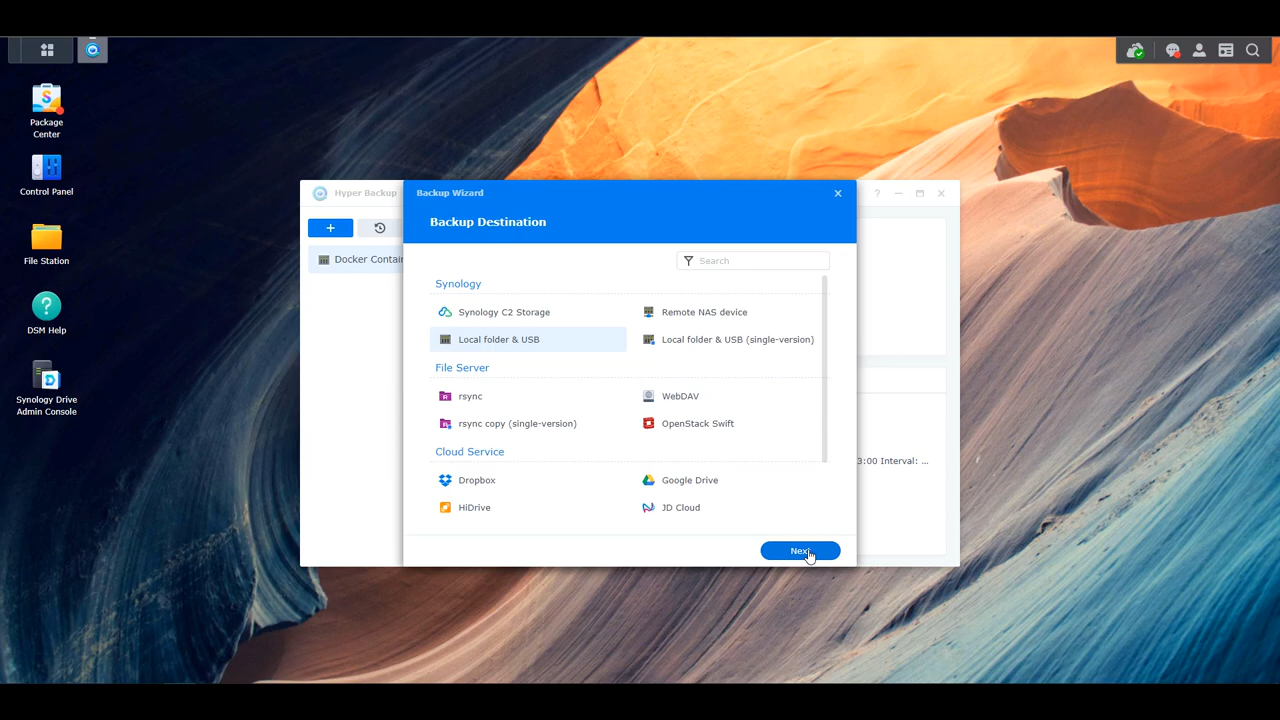 Package
Center
Control Panel
File Station
DSM Help
Synology Drive
Admin Console
Hyper Backup
Docker Contain
3:00 Interval: ...
Backup Wizard
Backup Destination
Search
Synology
Synology C2 Storage
Remote NAS device
Local folder & USB
Local folder & USB (single-version)
File Server
rsync
WebDAV
rsync copy (single-version)
OpenStack Swift
Cloud Service
Dropbox
Google Drive
HiDrive
JD Cloud
Next